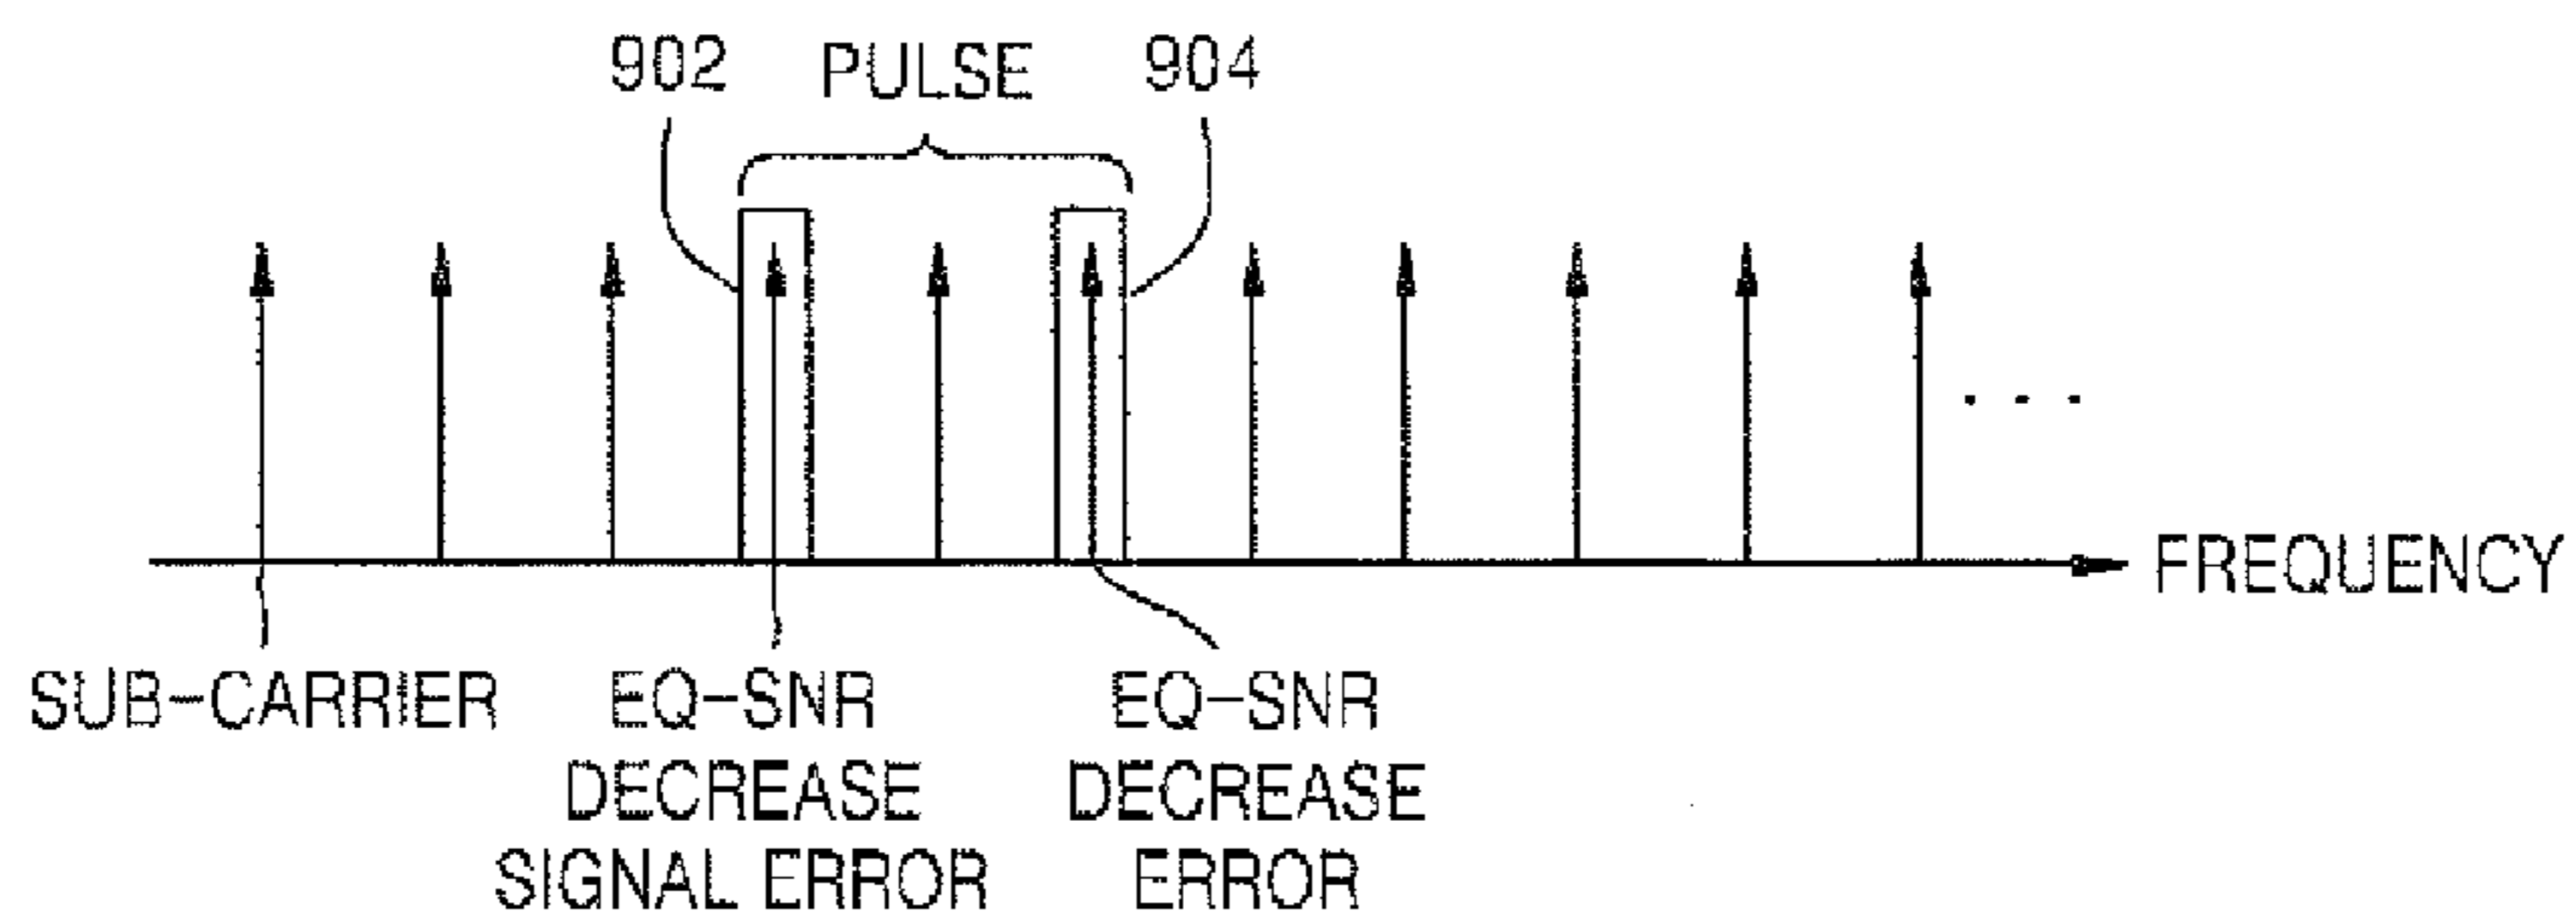 902 PULSE 904
. . .
FREQUENCY
SUB-CARRIER
EQ-SNR
DECREASE
SIGNAL ERROR
EQ-SNR
DECREASE
ERROR